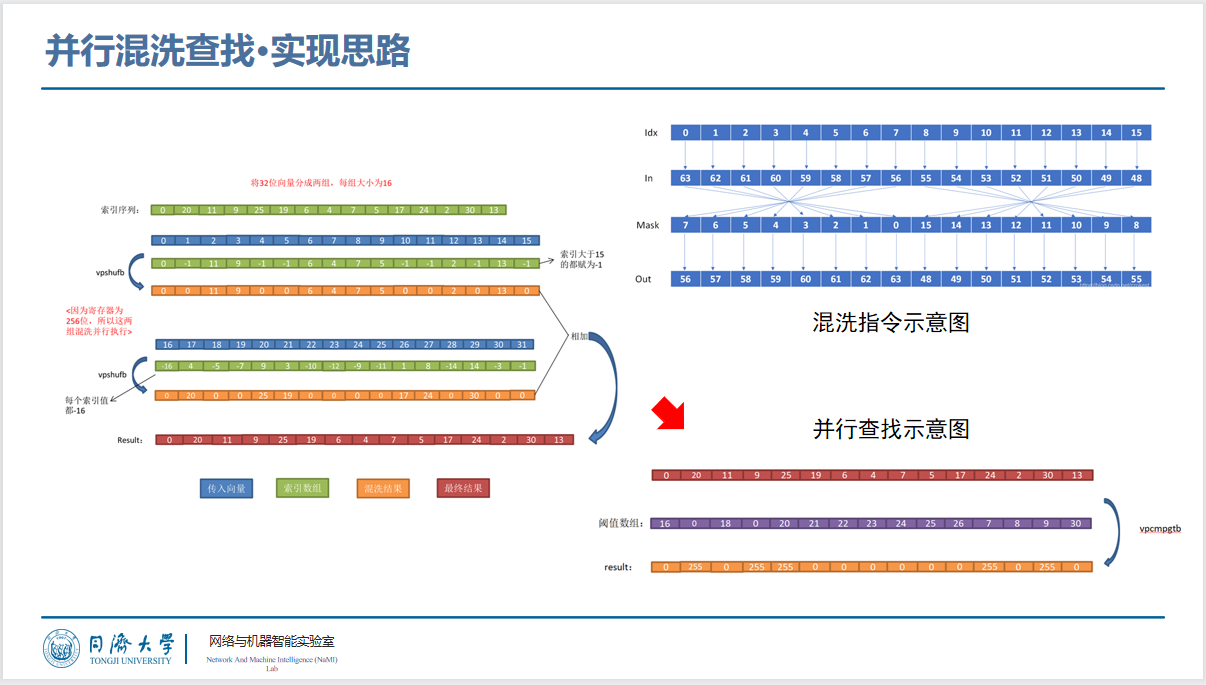 并行混洗查找•实现思路
将32位向量分成两组，每组大小为16
索引序列： 0 20 11 9 25 19 6 4 7 5 17 24 2 30 13
0 1 2 3 4 5 6 7 8 9 10 11 12 13 14 15
vpshufb
0 -1 11 9 -1 -1 6 4 7 5 -1 -1 2 -1 13 -1
索引大于15
的都赋为-1
0 0 11 9 0 0 6 4 7 5 0 0 2 0 13 0
<因为寄存器为
256位，所以这两
组混洗并行执行>
相加
16 17 18 19 20 21 22 23 24 25 26 27 28 29 30 31
vpshufb
-16 4 -5 -7 9 3 -10 -12 -9 -11 1 8 -14 14 -3 -1
每个索引值
都-16
0 20 0 0 25 19 0 0 0 0 17 24 0 30 0 0
Result: 0 20 11 9 25 19 6 4 7 5 17 24 2 30 13
传入向量 索引数组 混洗结果 最终结果
Idx 0 1 2 3 4 5 6 7 8 9 10 11 12 13 14 15
In 63 62 61 60 59 58 57 56 55 54 53 52 51 50 49 48
Mask 7 6 5 4 3 2 1 0 15 14 13 12 11 10 9 8
Out 56 57 58 59 60 61 62 63 48 49 50 51 52 53 54 55
混洗指令示意图
并行查找示意图
0 20 11 9 25 19 6 4 7 5 17 24 2 30 13
阈值数组： 16 0 18 0 20 21 22 23 24 25 26 7 8 9 30
vpcmpgtb
result: 0 255 0 255 255 0 0 0 0 0 0 255 0 255 0
同济大学
TONGJI UNIVERSITY
网络与机器智能实验室
Network And Machine Intelligence (NaMI)
Lab